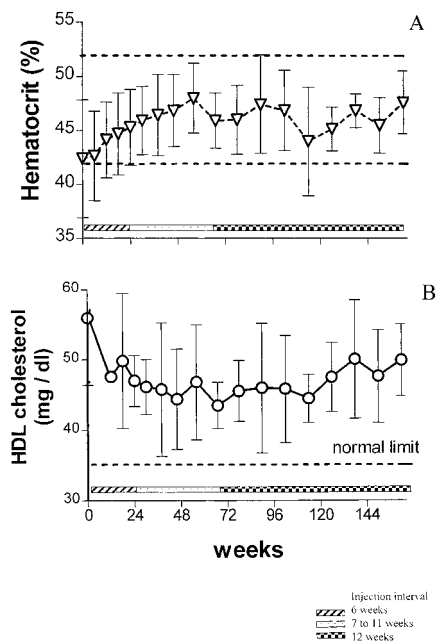 A
Hematocrit (%)
55
50
45
40
35
B
HDL cholesterol
(mg / dl)
60
50
40
30
normal limit
0 24 48 72 96 120 144
weeks
Injection interval
6 weeks
7 to 11 weeks
12 weeks